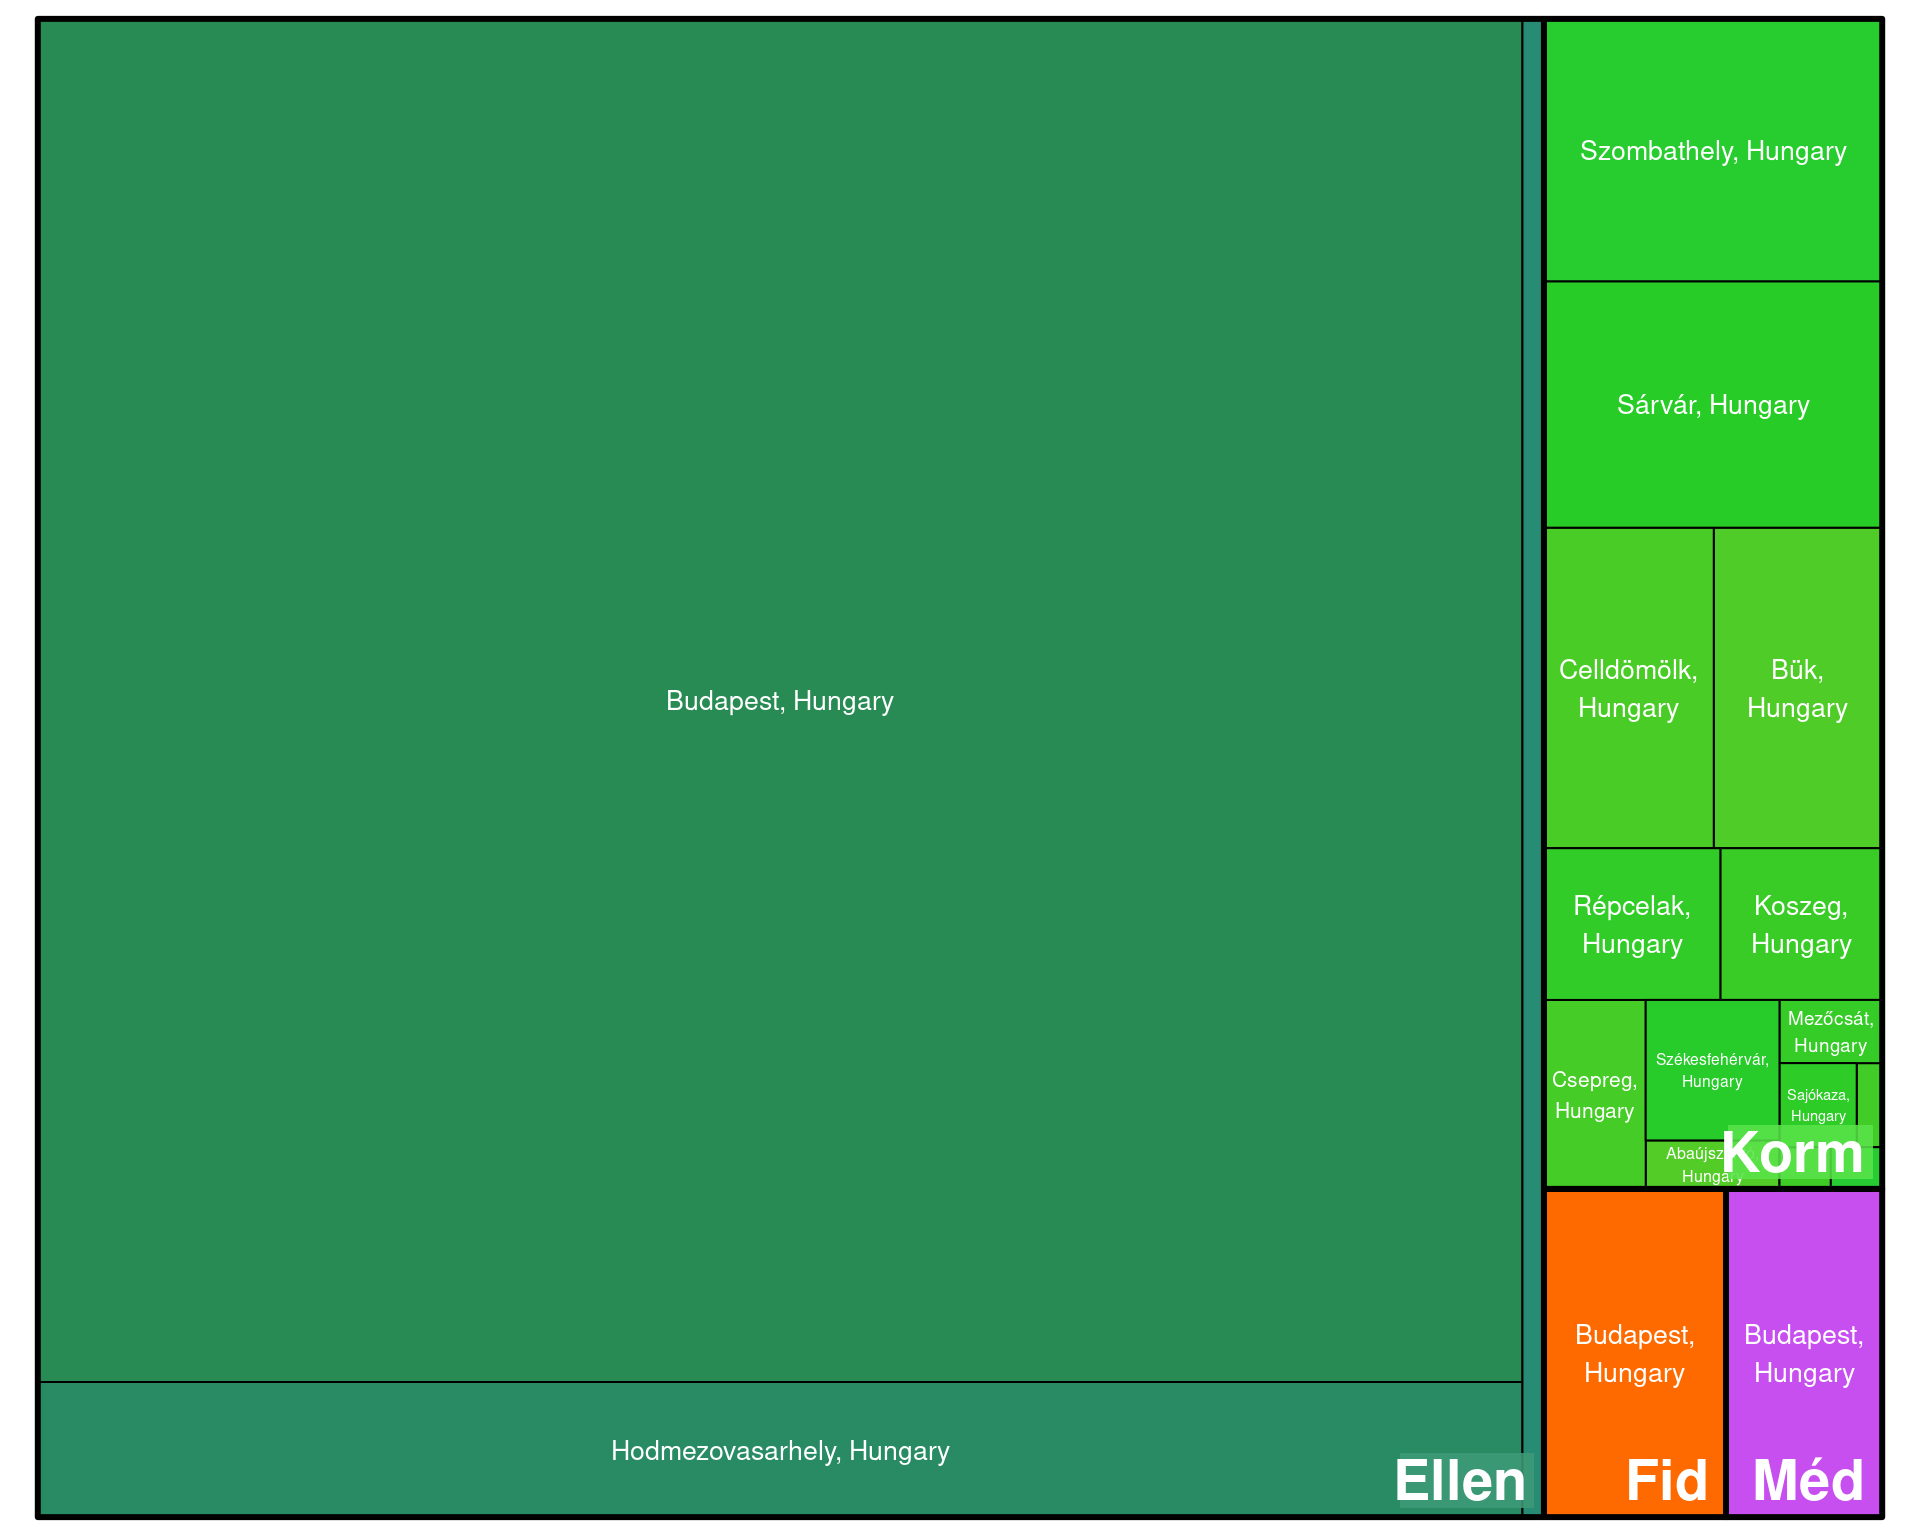 Budapest, Hungary
Hodmezovasarhely, Hungary
Ellen
Szombathely, Hungary
Sárvár, Hungary
Celldömölk,
Hungary
Bük,
Hungary
Répcelak,
Hungary
Koszeg,
Hungary
Csepreg,
Hungary
Székesfehérvár,
Hungary
Mezőcsát,
Hungary
Sajókaza,
Hungary
Hungary
Korm
Budapest,
Hungary
Fid
Budapest,
Hungary
Méd